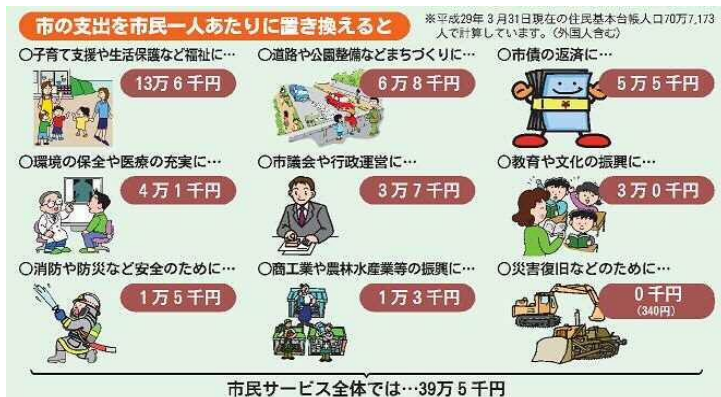 市の支出を市民一人あたりに置き換えると
※平成29年3月31日現在の住民基本台帳人口70万7,173
人で計算しています。(外国人含む)
○子育て支援や生活保護など福祉に…
13万6千円
○道路や公園整備などまちづくりに…
6万8千円
○市債の返済に…
5万5千円
○環境の保全や医療の充実に…
4万1千円
○市議会や行政運営に…
3万7千円
○教育や文化の振興に…
3万0千円
○消防や防災など安全のために…
1万5千円
○商工業や農林水産業等の振興に…
1万3千円
○災害復旧などのために…
0千円
(340円)
市民サービス全体では…39万5千円